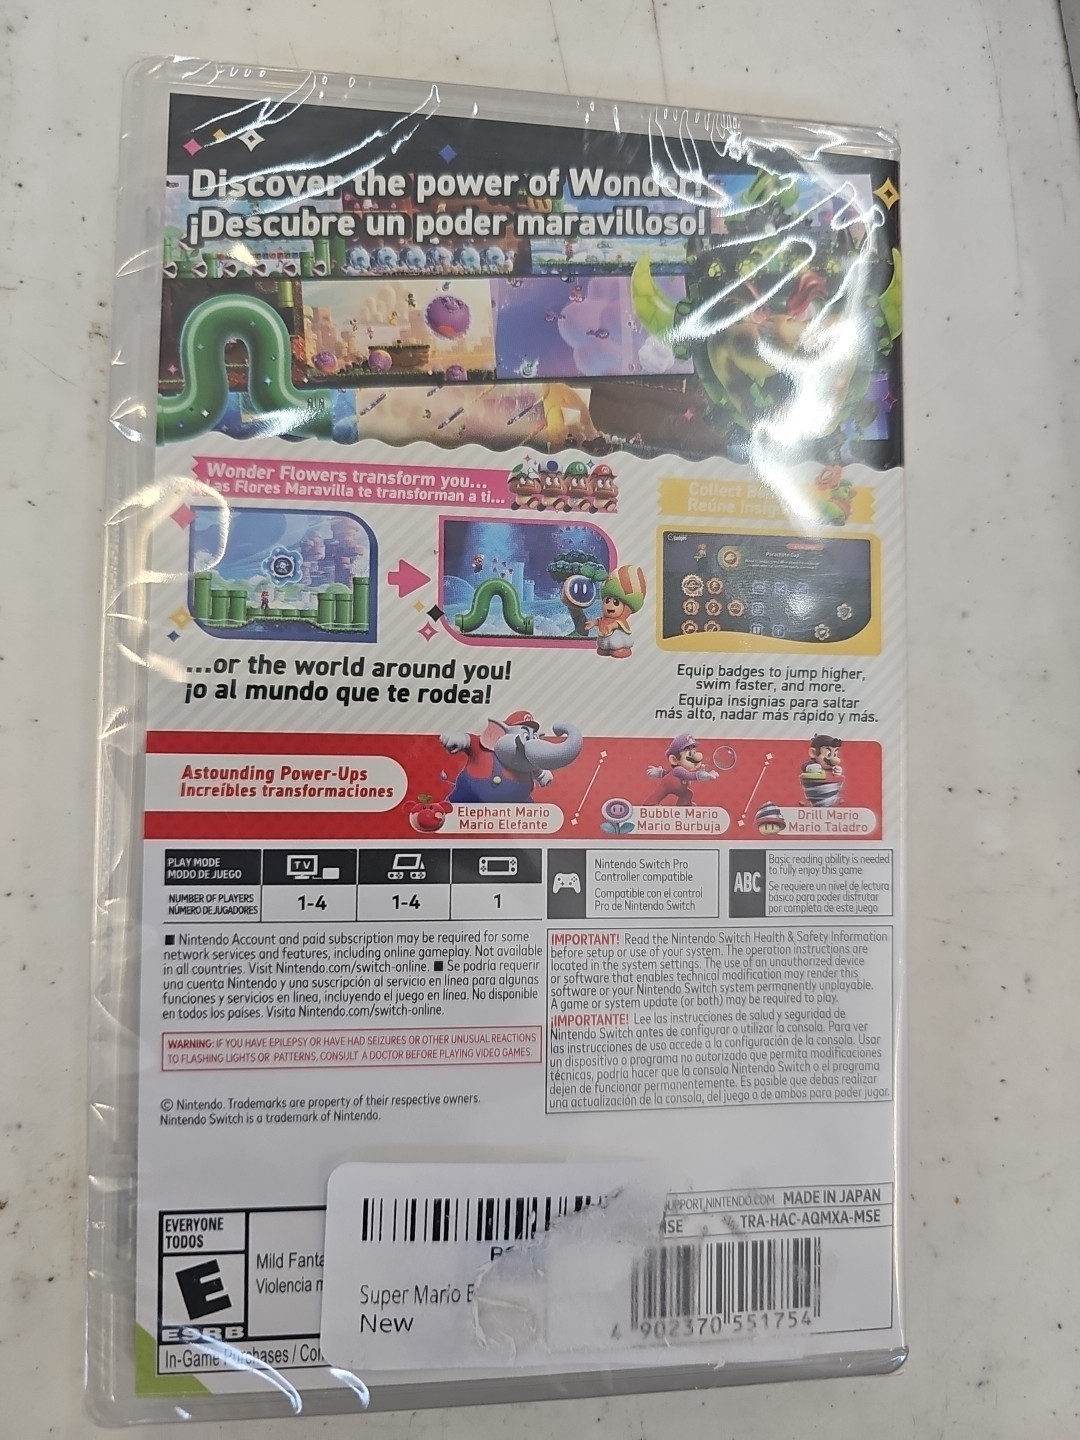 Discover the power of Wonder!
¡Descubre un poder maravilloso!
Wonder Flowers transform you...
Las Flores Maravilla te transforman a ti...
Collect
Reúne
...or the world around you!
¡o al mundo que te rodea!
Equip badges to jump higher,
swim faster, and more.
Equipa insignias para saltar
más alto, nadar más rápido y más.
Astounding Power-Ups
Increíbles transformaciones
Elephant Mario
Mario Elefante
Bubble Mario
Mario Burbuja
Drill Mario
Mario Taladro
PLAY MODE
MODO DE JUEGO
TV
NUMBER OF PLAYERS
NÚMERO DE JUGADORES
1-4
1-4
1
Nintendo Switch Pro
Controller compatible
Compatible con el control
Pro de Nintendo Switch
ABC
Basic reading ability is needed
to fully enjoy this game
Se requiere un nivel de lectura
básico para poder disfrutar
por completo de este juego
■ Nintendo Account and paid subscription may be required for some
network services and features, including online gameplay. Not available
in all countries. Visit Nintendo.com/switch-online. ■ Se podría requerir
una cuenta Nintendo y una suscripción al servicio en línea para algunas
funciones y servicios en línea, incluyendo el juego en línea. No disponible
en todos los países. Visita Nintendo.com/switch-online.
WARNING: IF YOU HAVE EPILEPSY OR HAVE HAD SEIZURES OR OTHER UNUSUAL REACTIONS
TO FLASHING LIGHTS OR PATTERNS, CONSULT A DOCTOR BEFORE PLAYING VIDEO GAMES.
© Nintendo. Trademarks are property of their respective owners.
Nintendo Switch is a trademark of Nintendo.
IMPORTANT! Read the Nintendo Switch Health & Safety Information
before setup or use of your system. The operation instructions are
located in the system settings. The use of an unauthorized device
or software that enables technical modification may render this
software or your Nintendo Switch system permanently unplayable.
A game or system update (or both) may be required to play.
¡IMPORTANTE! Lee las instrucciones de salud y seguridad de
Nintendo Switch antes de configurar o utilizar la consola. Para ver
las instrucciones de uso accede a la configuración de la consola. Usar
un dispositivo o programa no autorizado que permita modificaciones
técnicas, podría hacer que la consola Nintendo Switch o el programa
dejen de funcionar permanentemente. Es posible que debas realizar
una actualización de la consola, del juego o de ambos para poder jugar.
SUPPORT.NINTENDO.COM MADE IN JAPAN
MSE TRA-HAC-AQMXA-MSE
EVERYONE
TODOS
E
ESRB
Mild
Violencia
In-Game Purchases /
Super Mario
New
4 902370 551754